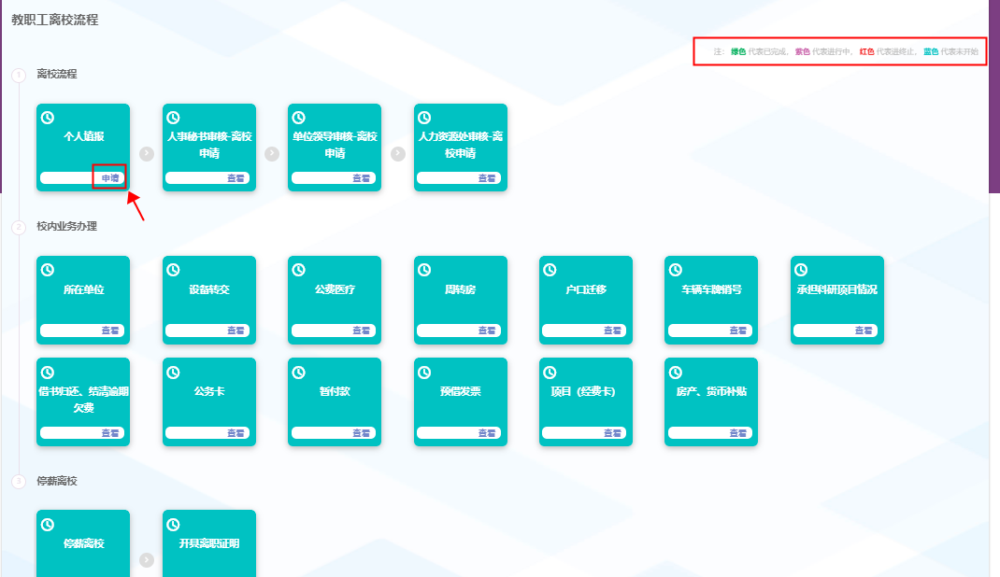 教职工离校流程
注： 绿色 代表已完成， 紫色 代表进行中， 红色 代表进终止， 蓝色 代表未开始
1 离校流程
个人填报
申请
人事秘书审核-离校
申请
查看
单位领导审核-离校
申请
查看
人力资源处审核-离
校申请
查看
2 校内业务办理
所在单位
查看
设备转交
查看
公费医疗
查看
周转房
查看
户口迁移
查看
车辆车牌销号
查看
承担科研项目情况
查看
借书归还、结清逾期
欠费
查看
公务卡
查看
暂付款
查看
预借发票
查看
项目（经费卡）
查看
房产、货币补贴
查看
3 停薪离校
停薪离校
开具离职证明